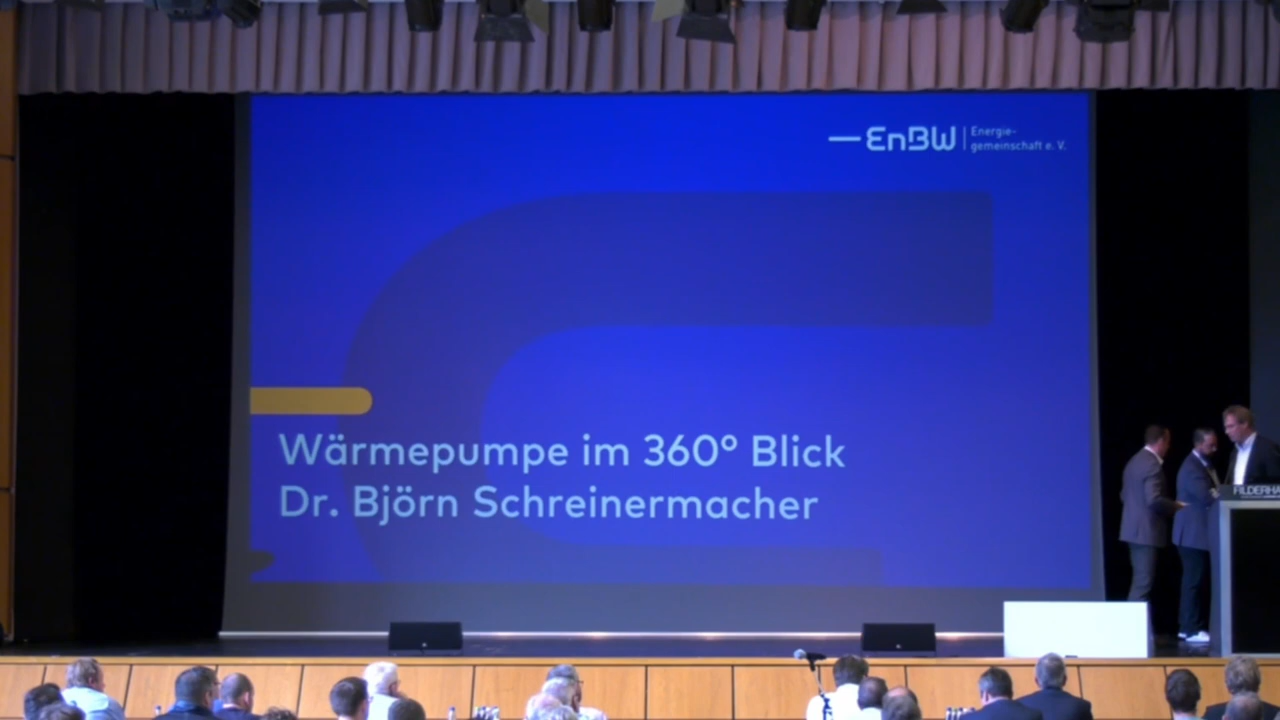 EnBW
Energie-
gemeinschaft e. V.
Wärmepumpe im 360° Blick
Dr. Björn Schreinermacher